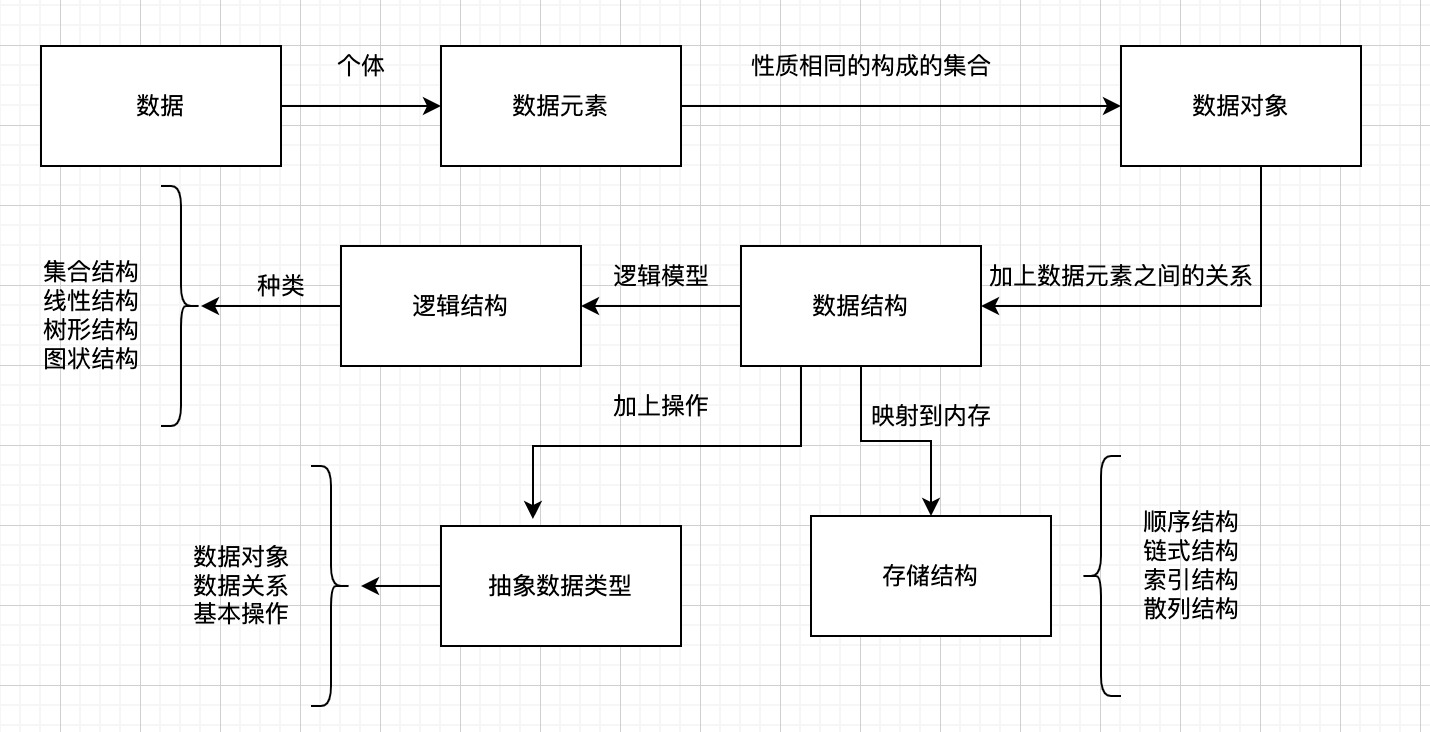 个体
性质相同的构成的集合
数据
数据元素
数据对象
集合结构
线性结构
树形结构
图状结构
种类
逻辑结构
逻辑模型
数据结构
加上数据元素之间的关系
加上操作
映射到内存
数据对象
数据关系
基本操作
抽象数据类型
存储结构
顺序结构
链式结构
索引结构
散列结构